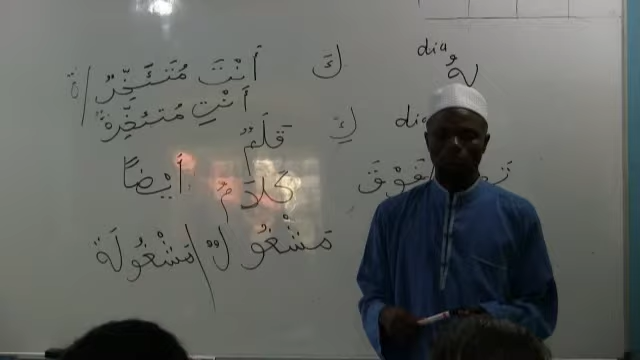 dia
هُ
أَنْتَ مُتَئَخِّرٌ / ة
كَ
أَنْتِ مُتَئَخِّرَةٌ
dia
كِ
قَلَمٌ
أَيْضًا
كَلَامٌ
مَشْغُولٌ / مَشْغُولَة